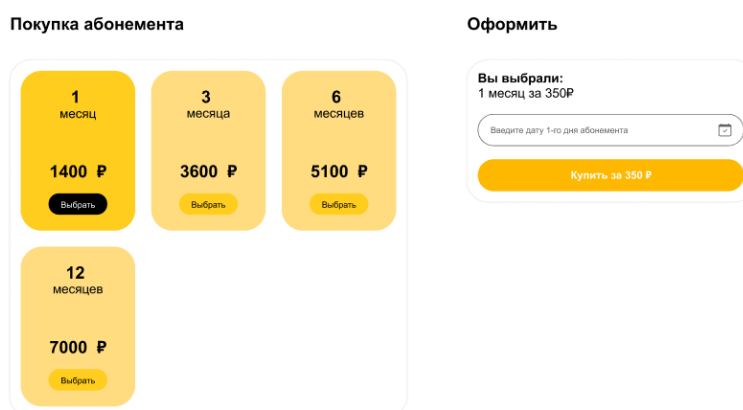 Покупка абонемента
Оформить
1
месяц
1400 ₽
Выбрать
3
месяца
3600 ₽
Выбрать
6
месяцев
5100 ₽
Выбрать
12
месяцев
7000 ₽
Выбрать
Вы выбрали:
1 месяц за 350₽
Введите дату 1-го дня абонемента
Купить за 350 ₽